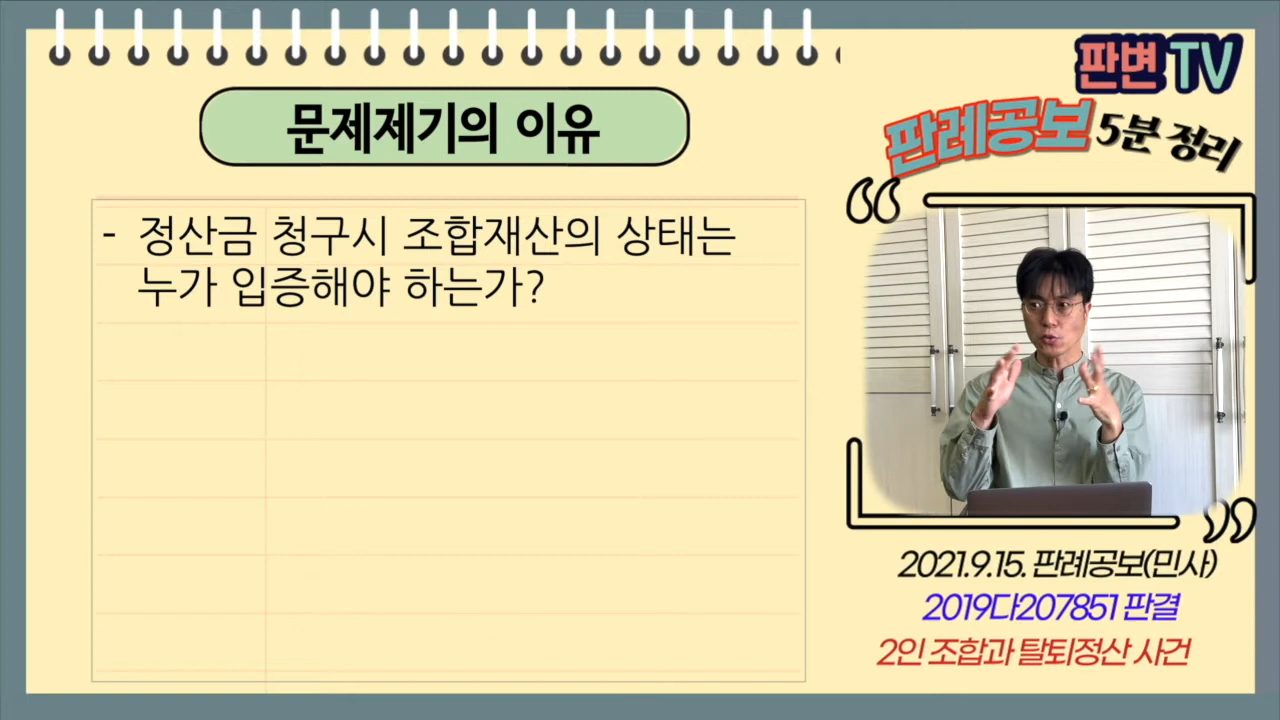 판변 TV
판례공보 5분 정리
문제제기의 이유
- 정산금 청구시 조합재산의 상태는
누가 입증해야 하는가?
2021.9.15. 판례공보(민사)
2019다207851 판결
2인 조합과 탈퇴정산 사건